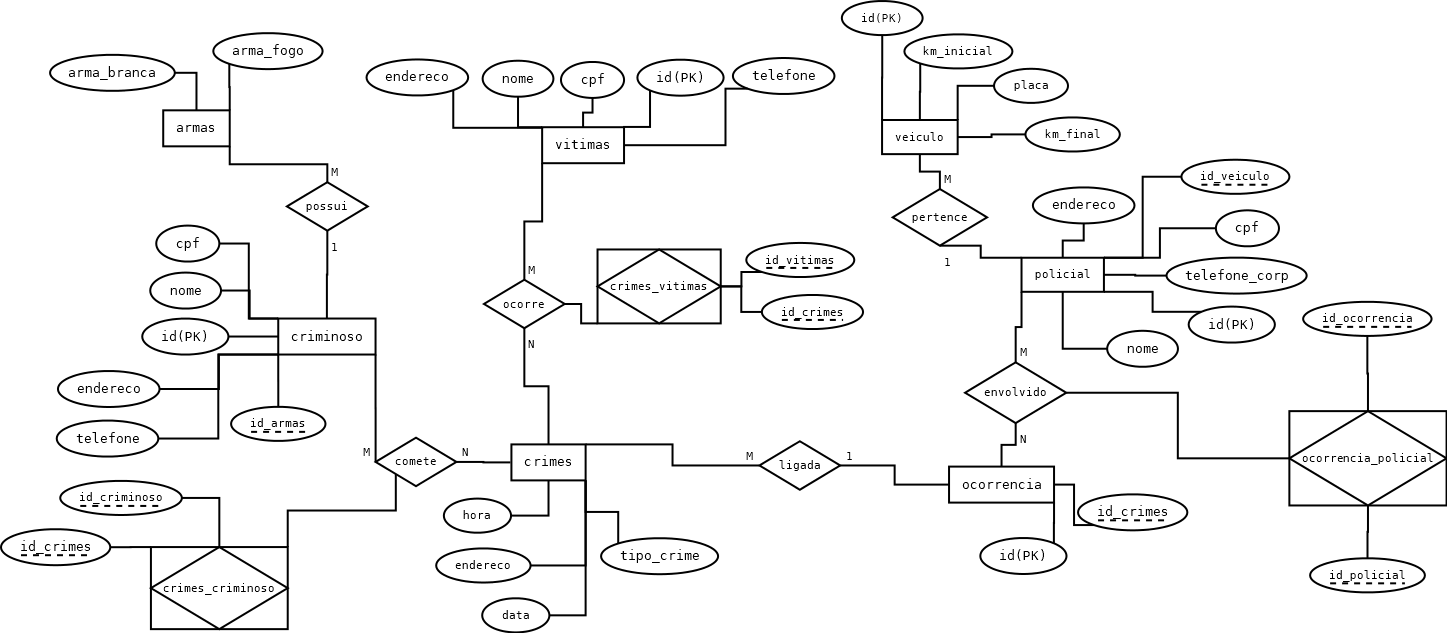 id(PK)
arma_fogo
km_inicial
arma_branca
endereco
nome
cpf
id(PK)
telefone
placa
armas
vitimas
veiculo
km_final
M
M
id_veiculo
possui
pertence
endereco
cpf
cpf
1
1
policial
telefone_corp
nome
M
crimes_vitimas
id_vitimas
ocorre
id_crimes
id(PK)
id_ocorrencia
id(PK)
criminoso
N
nome
M
endereco
envolvido
id_armas
telefone
N
M
comete
N
crimes
M
ligada
1
ocorrencia
ocorrencia_policial
id_criminoso
hora
id_crimes
id_crimes
endereco
tipo_crime
id(PK)
id_policial
crimes_criminoso
data